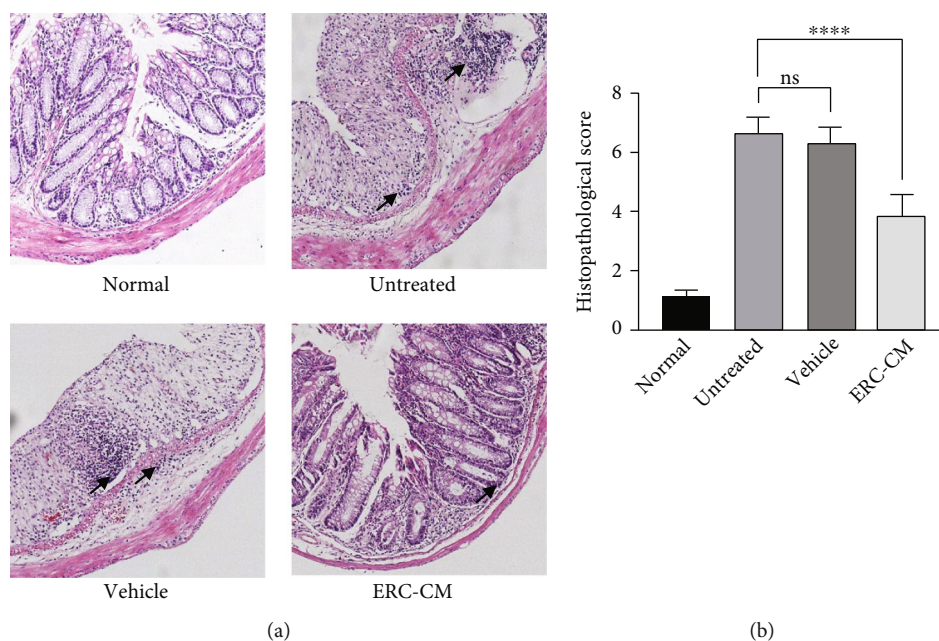 Normal
Untreated
Vehicle
ERC-CM
(a)
****
ns
Histopathological score
8
6
4
2
0
Normal
Untreated
Vehicle
ERC-CM
(b)